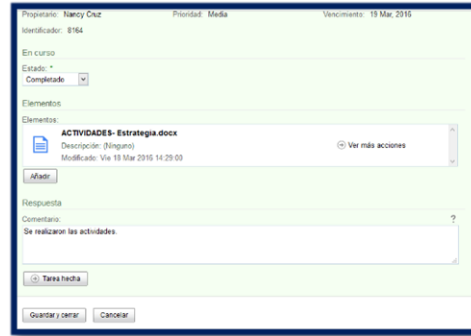 Propietario: Nancy Cruz Prioridad: Media Vencimiento: 19 Mar, 2016
Identificador: 8164
En curso
Estado: *
Completado
Elementos
Elementos:
ACTIVIDADES- Estrategia.docx
Descripción: (Ninguno) Ver más acciones
Modificado: Vie 18 Mar 2016 14:29:00
Añadir
Respuesta
Comentario: ?
Se realizaron las actividades.
Tarea hecha
Guardar y cerrar Cancelar